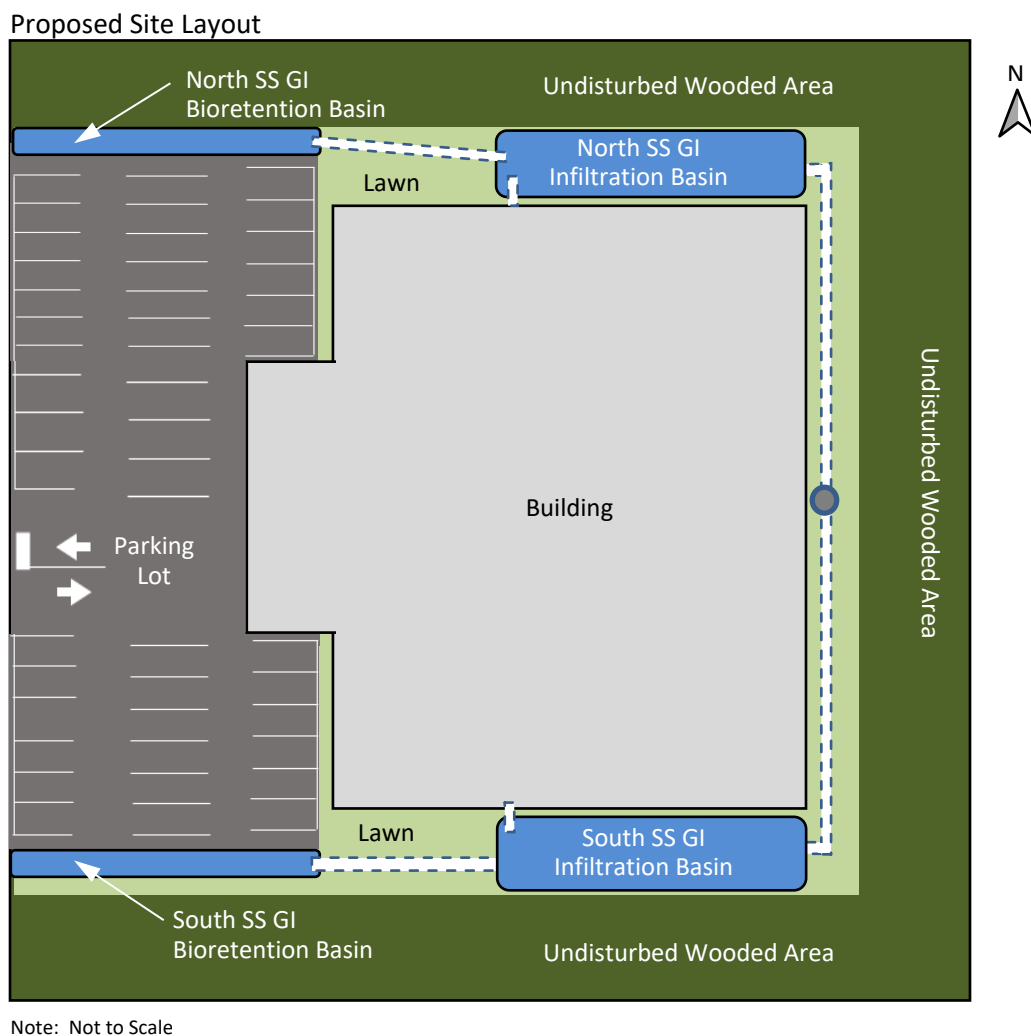 Proposed Site Layout
N
North SS GI
Bioretention Basin
Undisturbed Wooded Area
North SS GI
Infiltration Basin
Lawn
Undisturbed Wooded Area
Building
Parking
Lot
Lawn
South SS GI
Infiltration Basin
South SS GI
Bioretention Basin
Undisturbed Wooded Area
Note:  Not to Scale